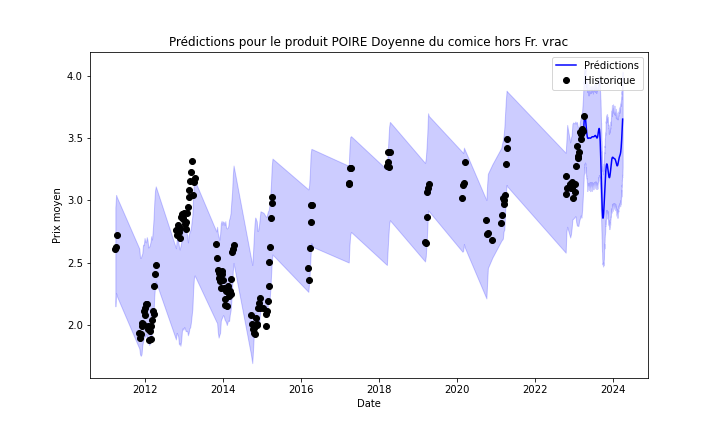 Prédictions pour le produit POIRE Doyenne du comice hors Fr. vrac
Prédictions
Historique
4.0
3.5
3.0
2.5
2.0
Prix moyen
2012 2014 2016 2018 2020 2022 2024
Date